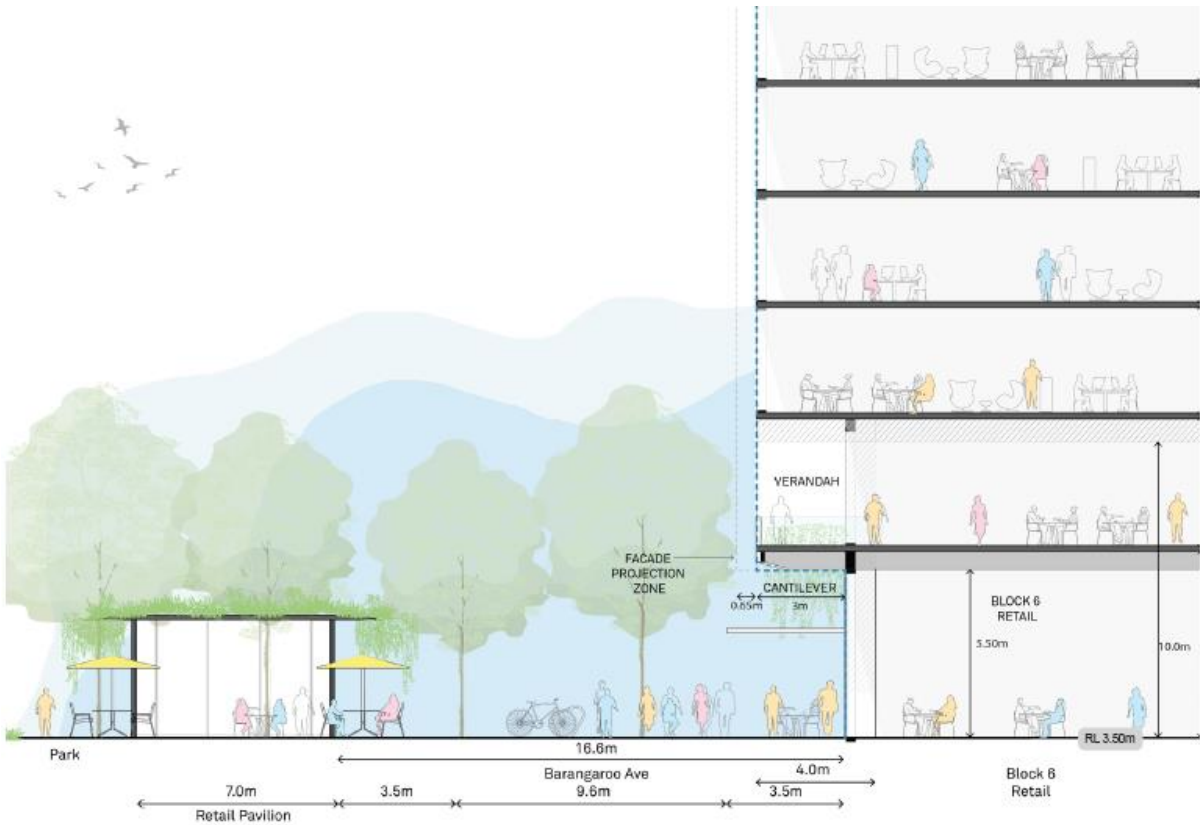 VERANDAH
FACADE
PROJECTION
ZONE
CANTILEVER
0.65m
3m
BLOCK 6
RETAIL
5.50m
10.0m
RL 3.50m
Park
16.6m
Barangaroo Ave
4.0m
Block 6
Retail
7.0m
3.5m
9.6m
3.5m
Retail Pavilion